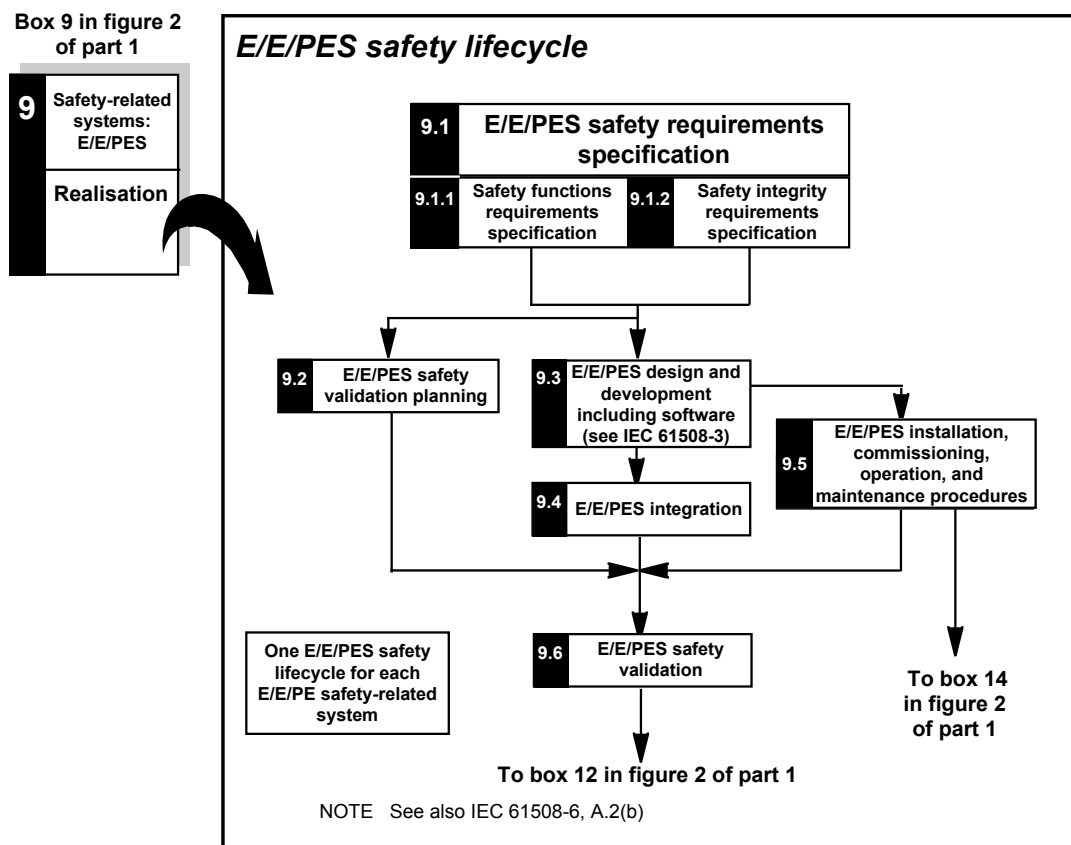 Box 9 in figure 2
of part 1
9
Safety-related
systems:
E/E/PES
Realisation
E/E/PES safety lifecycle
9.1
E/E/PES safety requirements
specification
9.1.1
Safety functions
requirements
specification
9.1.2
Safety integrity
requirements
specification
9.2
E/E/PES safety
validation planning
9.3
E/E/PES design and
development
including software
(see IEC 61508-3)
9.4
E/E/PES integration
9.5
E/E/PES installation,
commissioning,
operation, and
maintenance procedures
One E/E/PES safety
lifecycle for each
E/E/PE safety-related
system
9.6
E/E/PES safety
validation
To box 14
in figure 2
of part 1
To box 12 in figure 2 of part 1
NOTE See also IEC 61508-6, A.2(b)